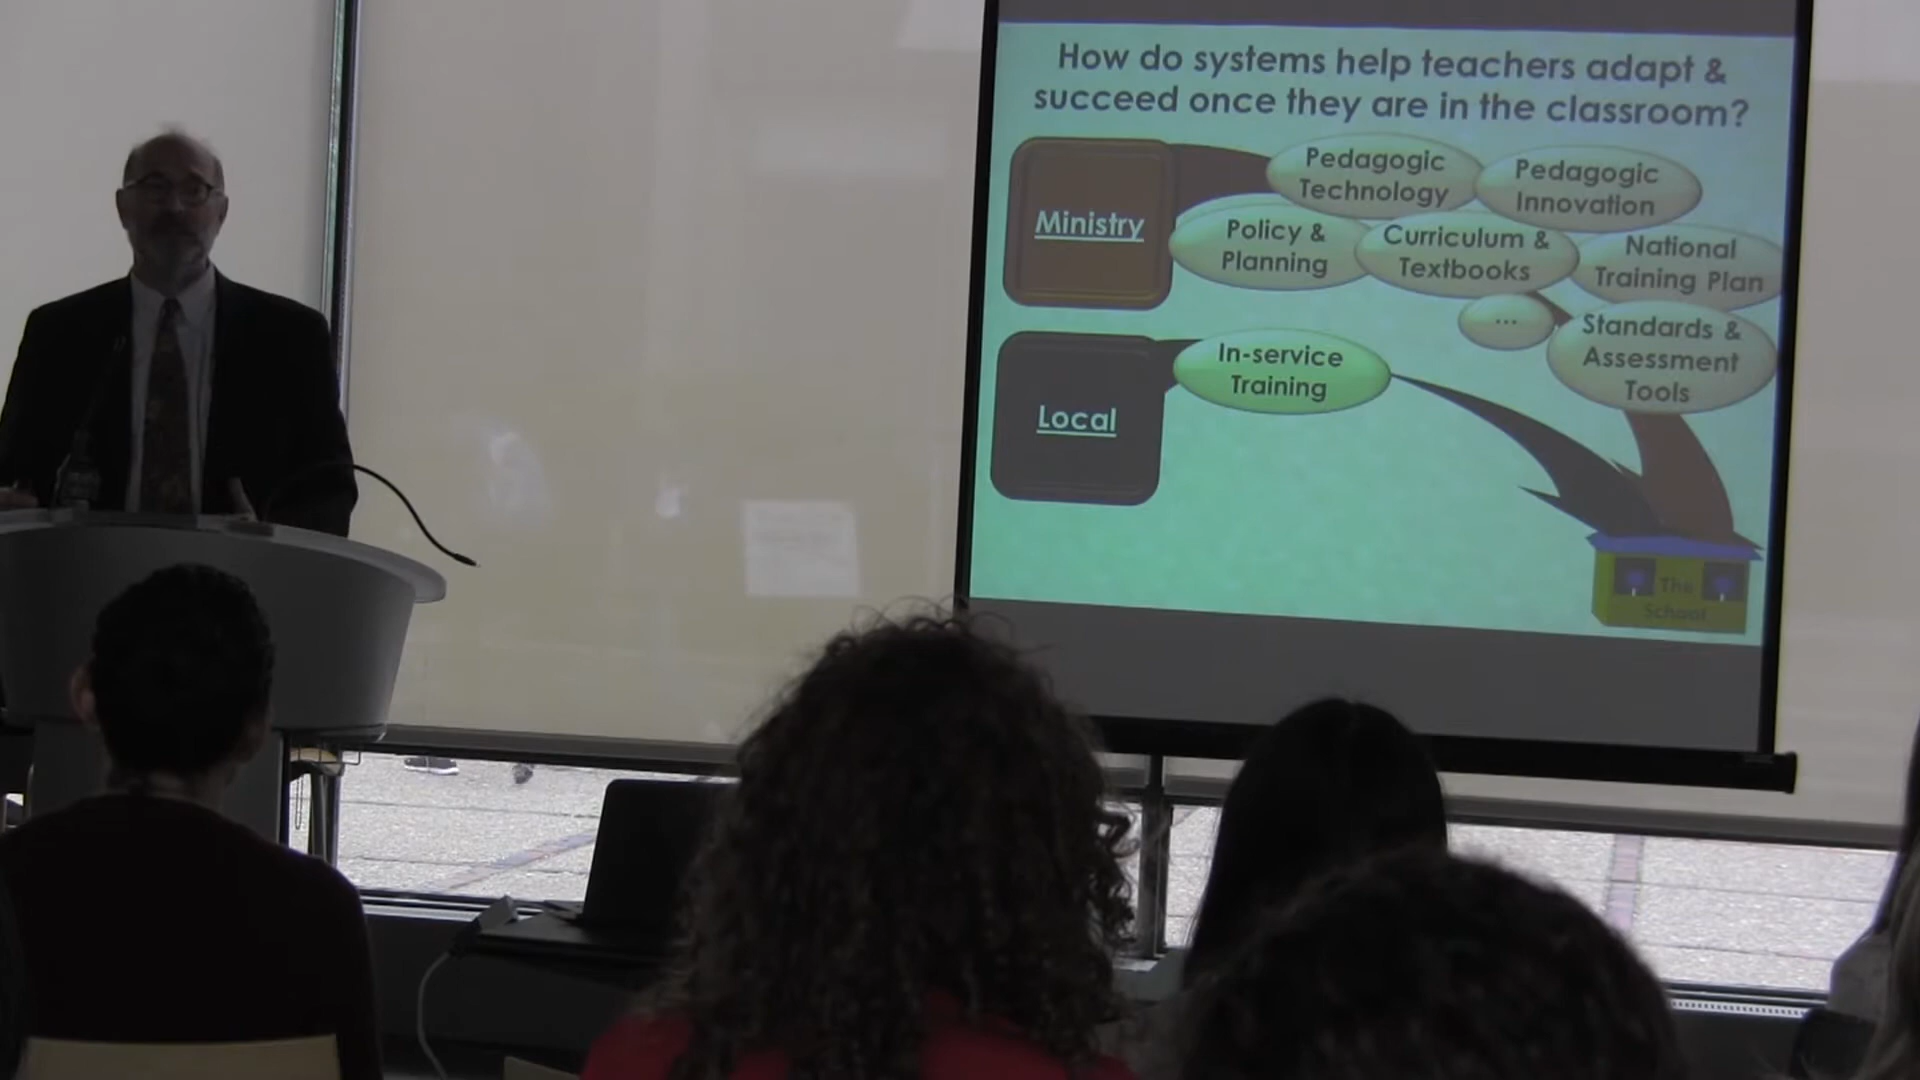 How do systems help teachers adapt &
succeed once they are in the classroom?
Ministry
Pedagogic
Technology
Pedagogic
Innovation
Policy &
Planning
Curriculum &
Textbooks
National
Training Plan
...
Standards &
Assessment
Tools
Local
In-service
Training
The
School